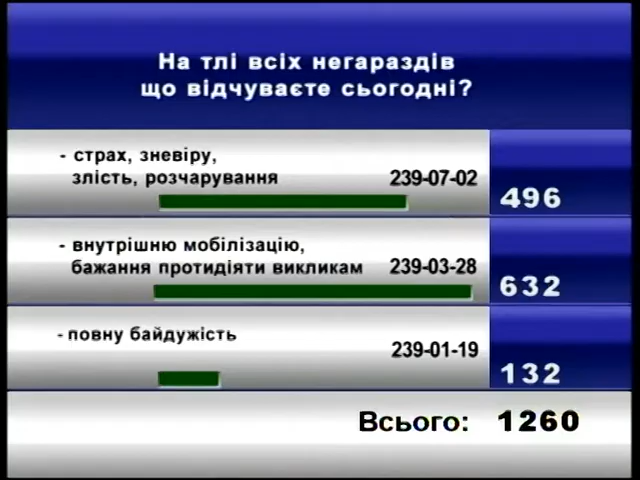 На тлі всіх негараздів
що відчуваєте сьогодні?
- страх, зневіру,
злість, розчарування 239-07-02
496
- внутрішню мобілізацію,
бажання протидіяти викликам 239-03-28
632
- повну байдужість
239-01-19
132
Всього: 1260